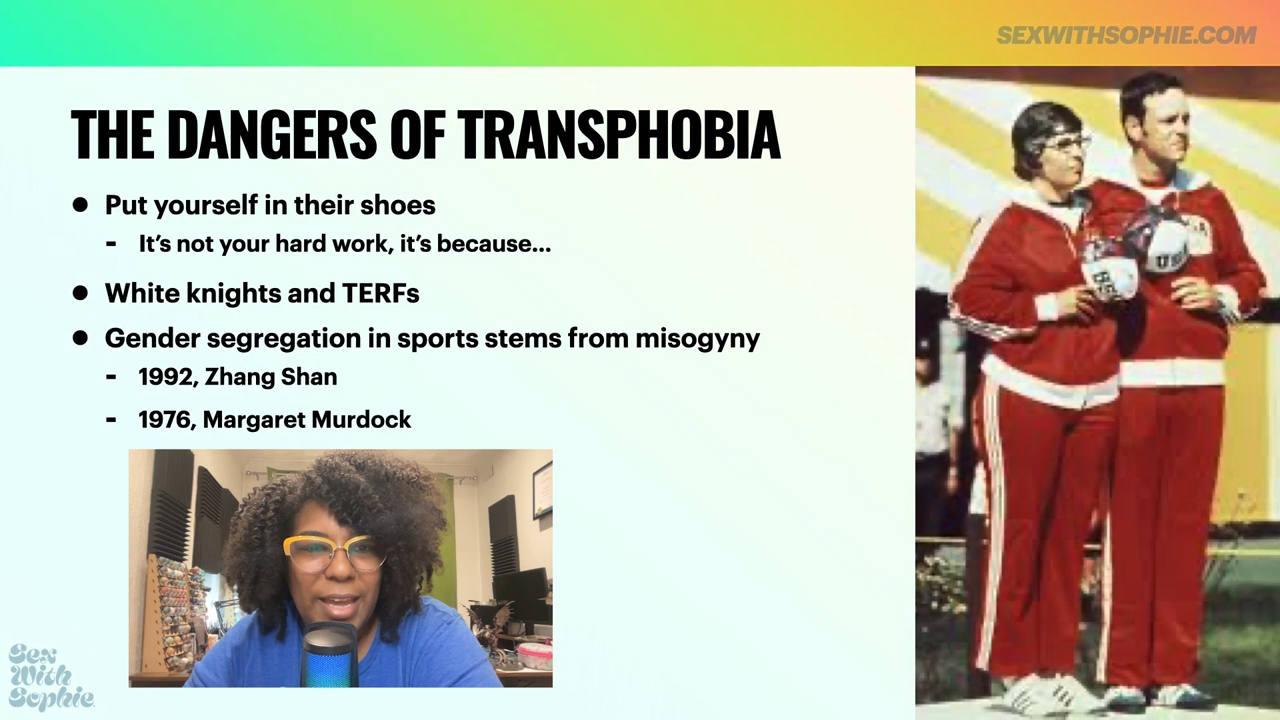 SEXWITHSOPHIE.COM
THE DANGERS OF TRANSPHOBIA
● Put yourself in their shoes
- It’s not your hard work, it’s because...
● White knights and TERFs
● Gender segregation in sports stems from misogyny
- 1992, Zhang Shan
- 1976, Margaret Murdock
Sex
With
Sophie